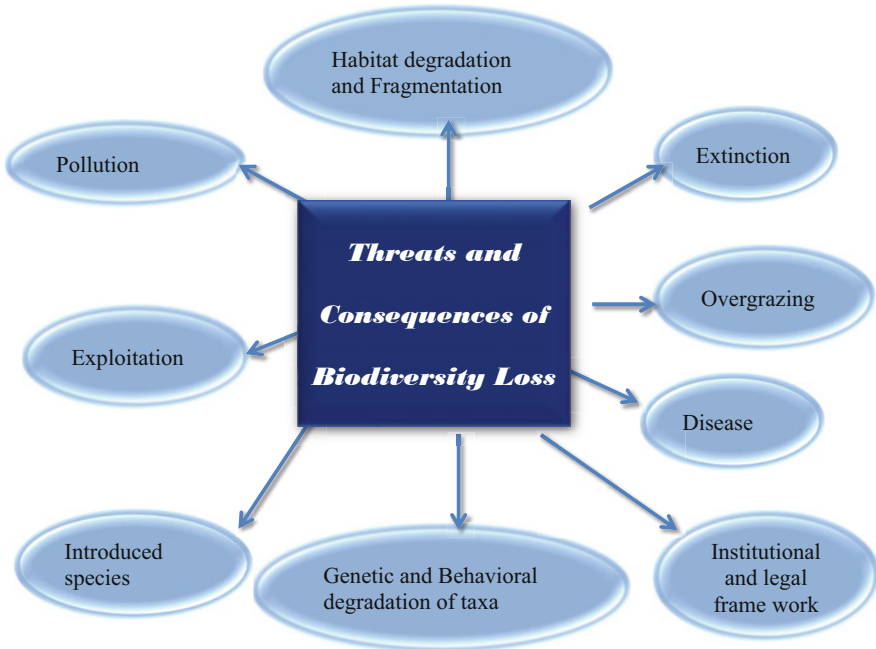 Habitat degradation
and Fragmentation
Pollution
Extinction
Threats and
Consequences of
Biodiversity Loss
Overgrazing
Exploitation
Disease
Introduced
species
Genetic and Behavioral
degradation of taxa
Institutional
and legal
frame work